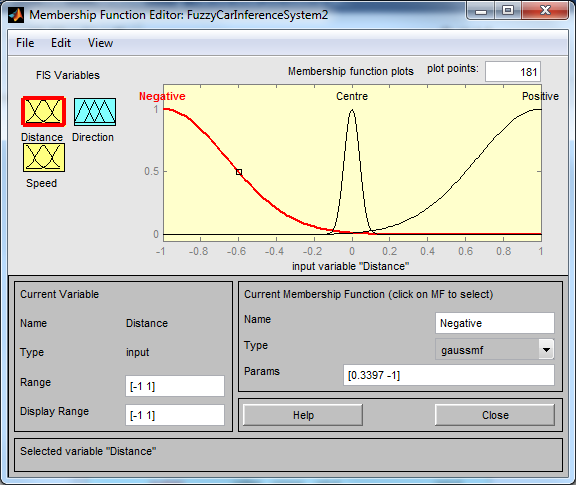 Membership Function Editor: FuzzyCarInferenceSystem2
File Edit View
FIS Variables
Membership function plots plot points: 181
Distance Direction
Speed
Negative Centre Positive
1
0.5
0
-1 -0.8 -0.6 -0.4 -0.2 0 0.2 0.4 0.6 0.8 1
input variable "Distance"
Current Variable
Name Distance
Type input
Range [-1 1]
Display Range [-1 1]
Current Membership Function (click on MF to select)
Name Negative
Type gaussmf
Params [0.3397 -1]
Help Close
Selected variable "Distance"